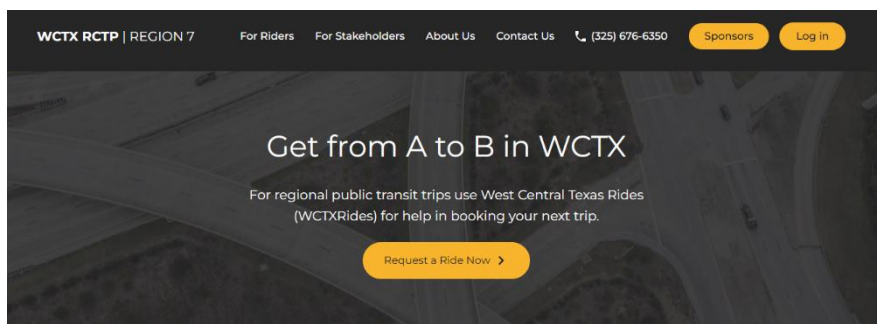 WCTX RCTP | REGION 7 For Riders For Stakeholders About Us Contact Us (325) 676-6350 Sponsors Log in
Get from A to B in WCTX
For regional public transit trips use West Central Texas Rides
(WCTXRides) for help in booking your next trip.
Request a Ride Now